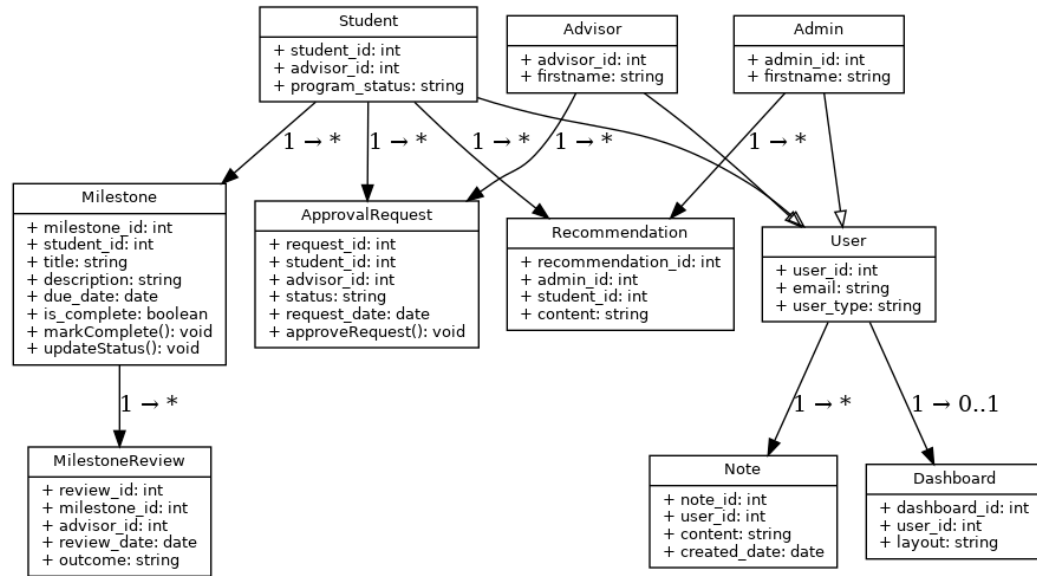 Student
+ student_id: int
+ advisor_id: int
+ program_status: string
Advisor
+ advisor_id: int
+ firstname: string
Admin
+ admin_id: int
+ firstname: string
1 → *
1 → *
1 → *
1 → *
1 → *
Milestone
+ milestone_id: int
+ student_id: int
+ title: string
+ description: string
+ due_date: date
+ is_complete: boolean
+ markComplete(): void
+ updateStatus(): void
ApprovalRequest
+ request_id: int
+ student_id: int
+ advisor_id: int
+ status: string
+ request_date: date
+ approveRequest(): void
Recommendation
+ recommendation_id: int
+ admin_id: int
+ student_id: int
+ content: string
User
+ user_id: int
+ email: string
+ user_type: string
1 → *
1 → *
1 → 0..1
MilestoneReview
+ review_id: int
+ milestone_id: int
+ advisor_id: int
+ review_date: date
+ outcome: string
Note
+ note_id: int
+ user_id: int
+ content: string
+ created_date: date
Dashboard
+ dashboard_id: int
+ user_id: int
+ layout: string